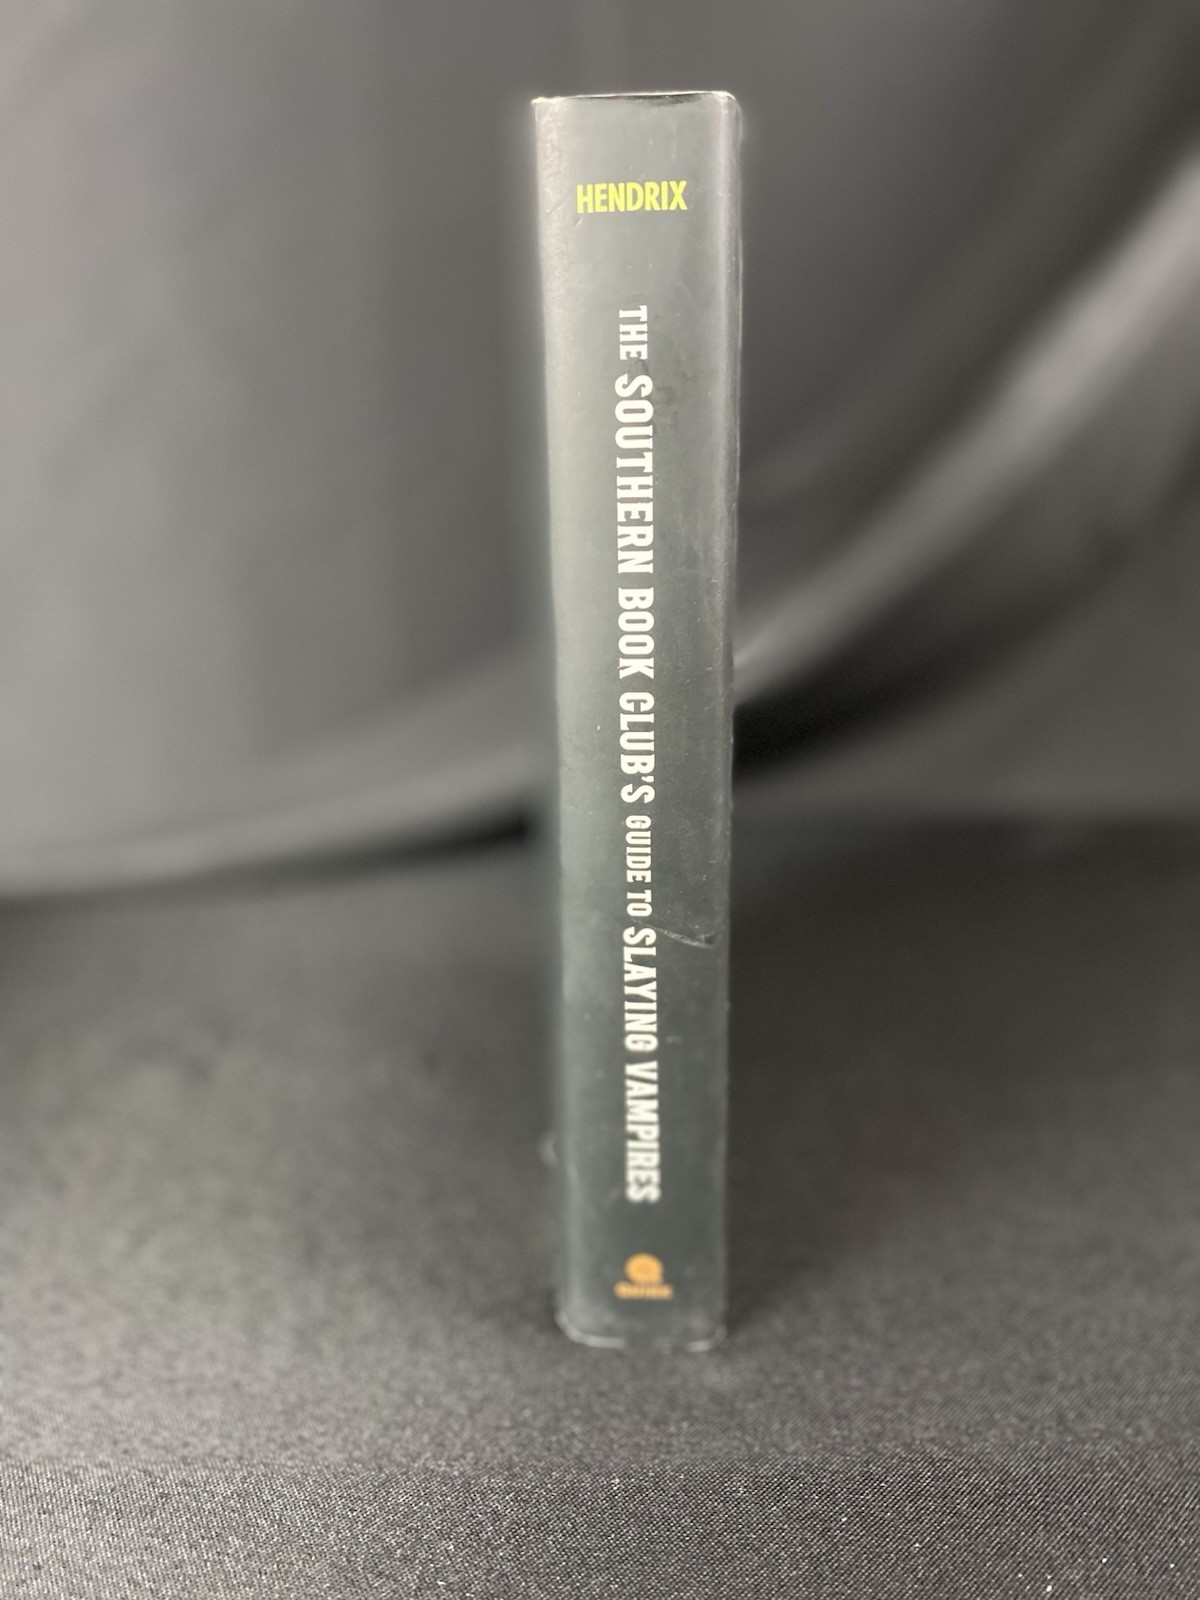 HENDRIX
THE SOUTHERN BOOK CLUB'S GUIDE TO SLAYING VAMPIRES